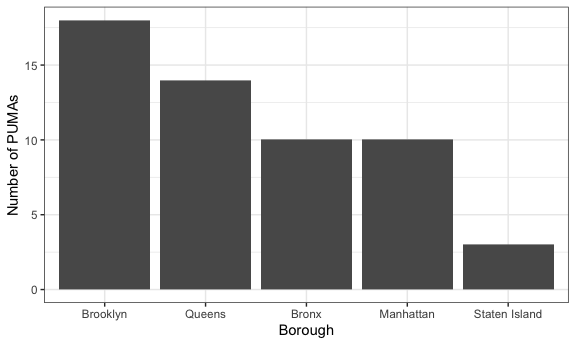 Number of PUMAs
15
10
5
0
Brooklyn Queens Bronx Manhattan Staten Island
Borough